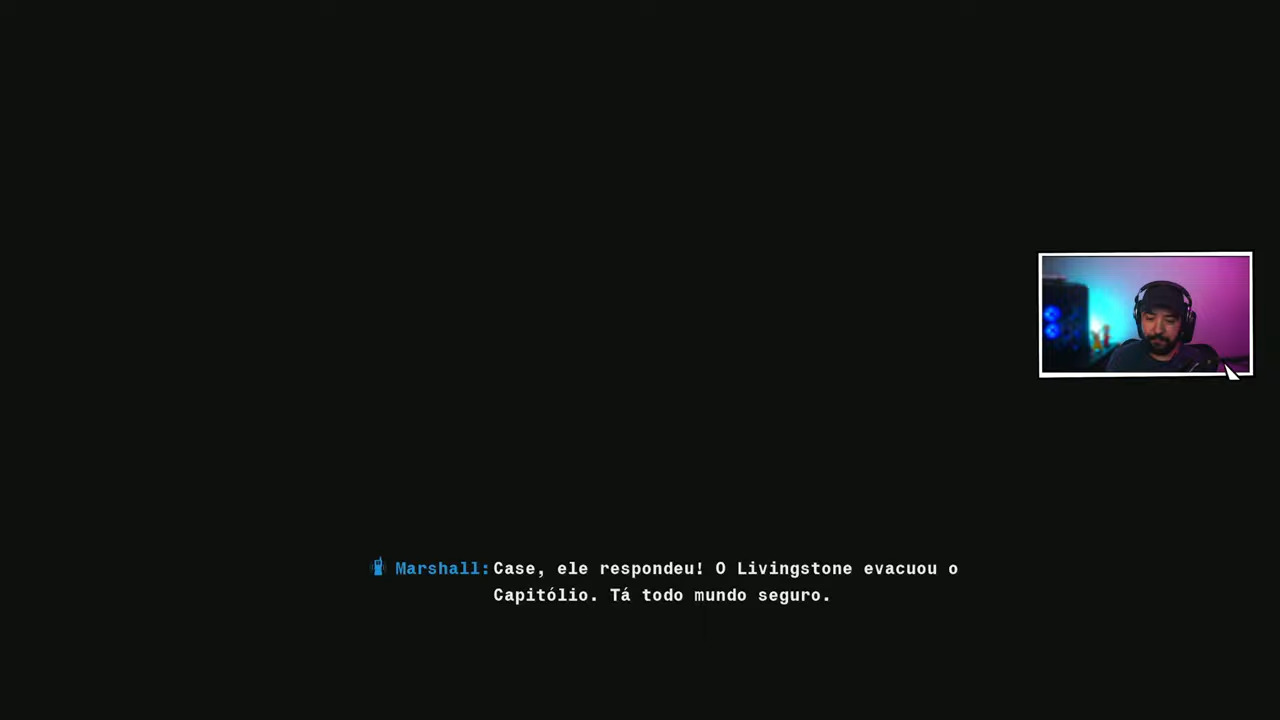 Marshall: Case, ele respondeu! O Livingstone evacuou o
Capitólio. Tá todo mundo seguro.